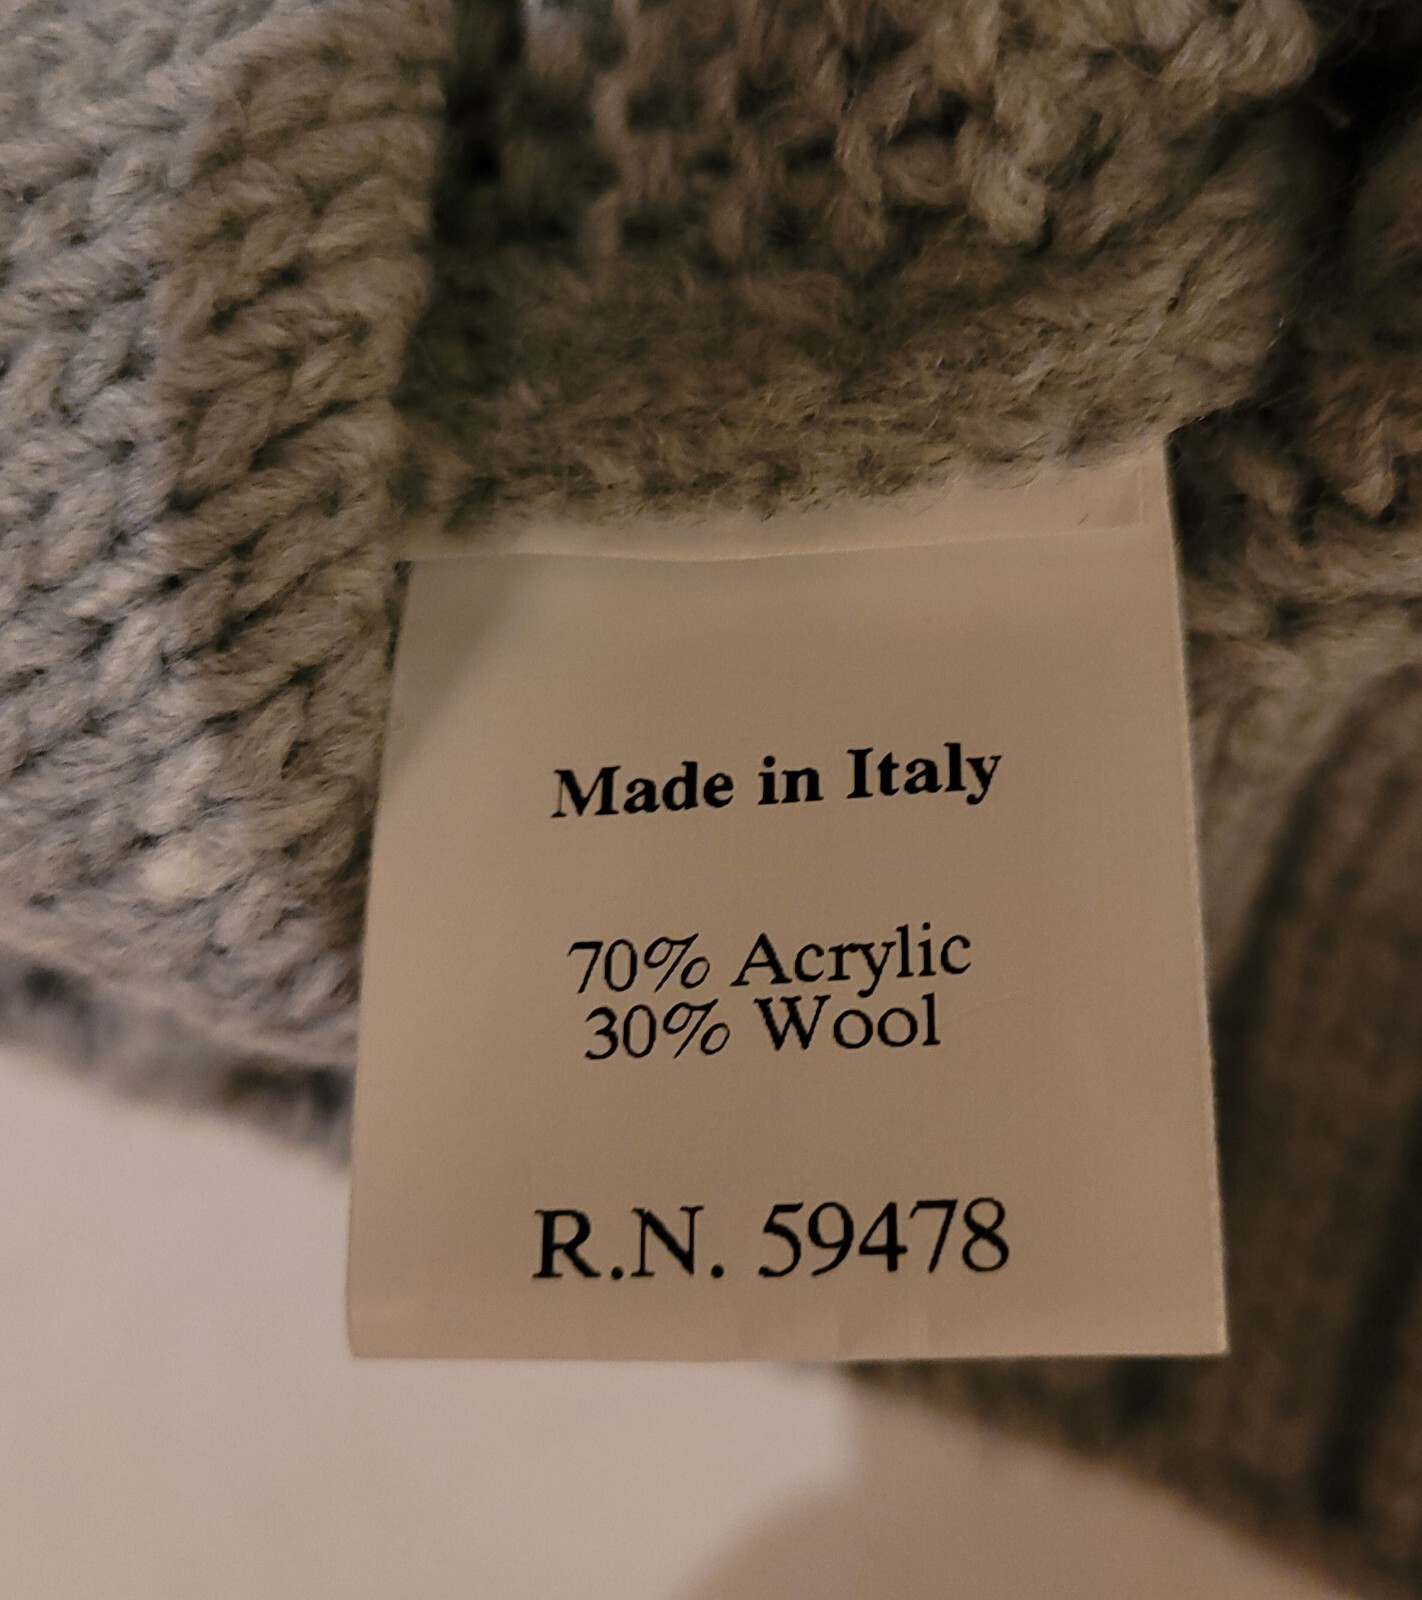 Made in Italy
70% Acrylic
30% Wool
R.N. 59478